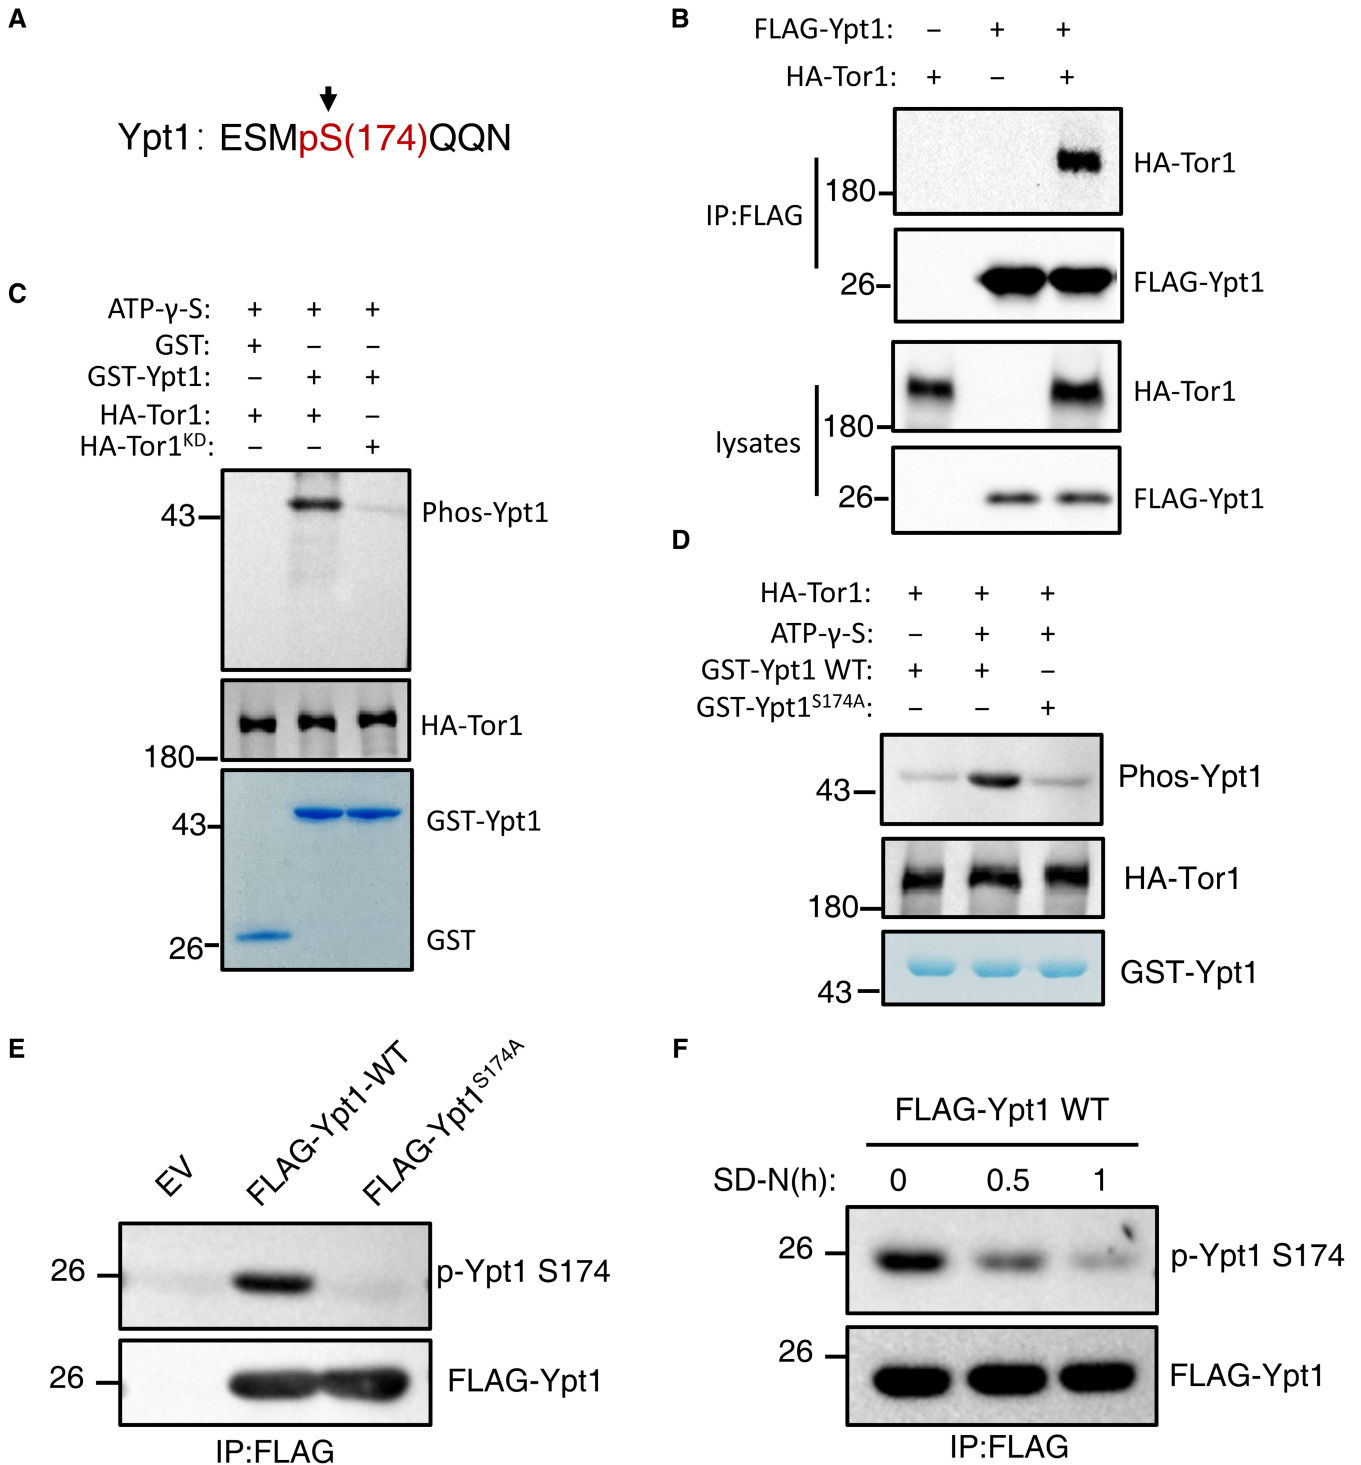 A
Ypt1: ESMpS(174)QQN
B
FLAG-Ypt1: – + +
HA-Tor1: + – +
IP:FLAG
180
HA-Tor1
26
FLAG-Ypt1
lysates
180
HA-Tor1
26
FLAG-Ypt1
C
ATP-γ-S: + + +
GST: + – –
GST-Ypt1: – + +
HA-Tor1: + + –
HA-Tor1KD: – – +
43
Phos-Ypt1
180
HA-Tor1
43
GST-Ypt1
26
GST
D
HA-Tor1: + + +
ATP-γ-S: – + +
GST-Ypt1 WT: + + –
GST-Ypt1S174A: – – +
43
Phos-Ypt1
180
HA-Tor1
43
GST-Ypt1
E
EV
FLAG-Ypt1-WT
FLAG-Ypt1S174A
26
p-Ypt1 S174
26
FLAG-Ypt1
IP:FLAG
F
FLAG-Ypt1 WT
SD-N(h): 0 0.5 1
26
p-Ypt1 S174
26
FLAG-Ypt1
IP:FLAG